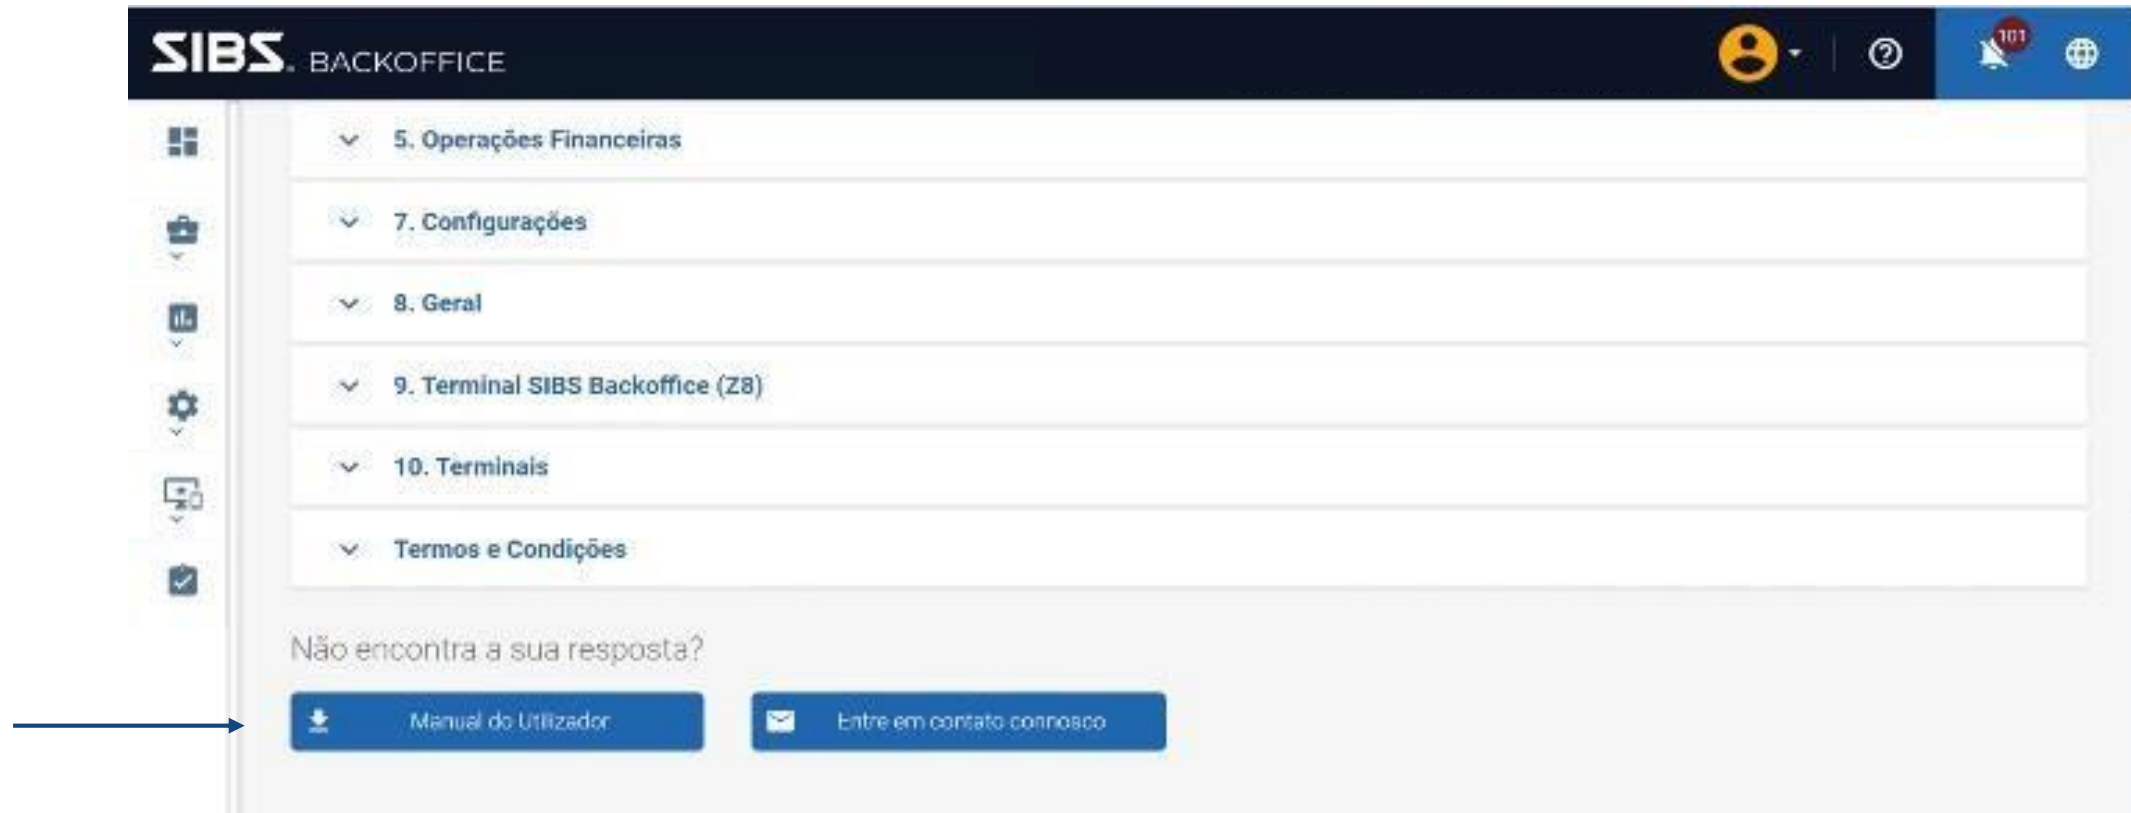 SIBS. BACKOFFICE
101
5. Operações Financeiras
7. Configurações
8. Geral
9. Terminal SIBS Backoffice (Z8)
10. Terminais
Termos e Condições
Não encontra a sua resposta?
Manual do Utilizador
Entre em contato connosco